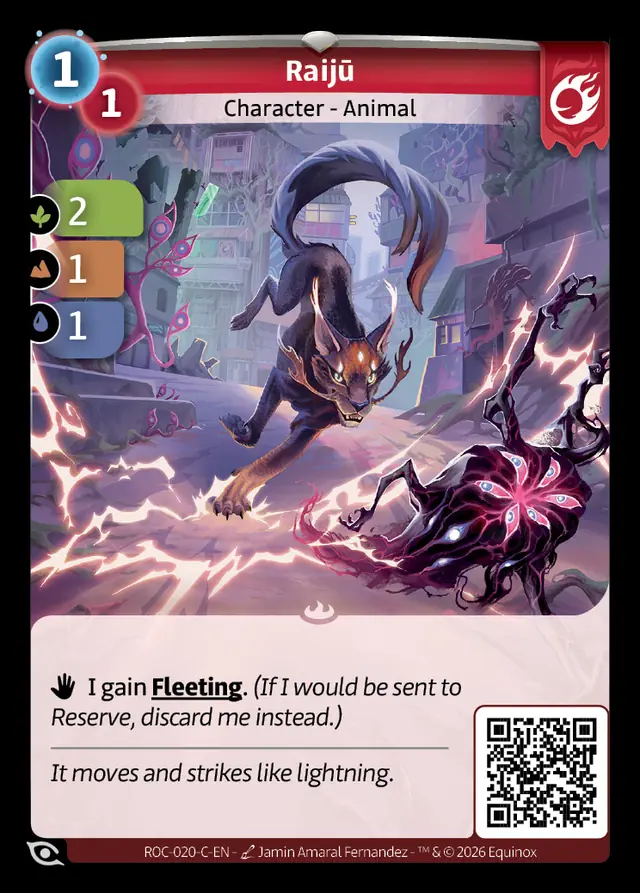 1
Raijū
1
Character - Animal
2
1
1
I gain Fleeting. (If I would be sent to
Reserve, discard me instead.)
It moves and strikes like lightning.
ROC-020-C-EN - Jamin Amaral Fernandez - ™ & © 2026 Equinox